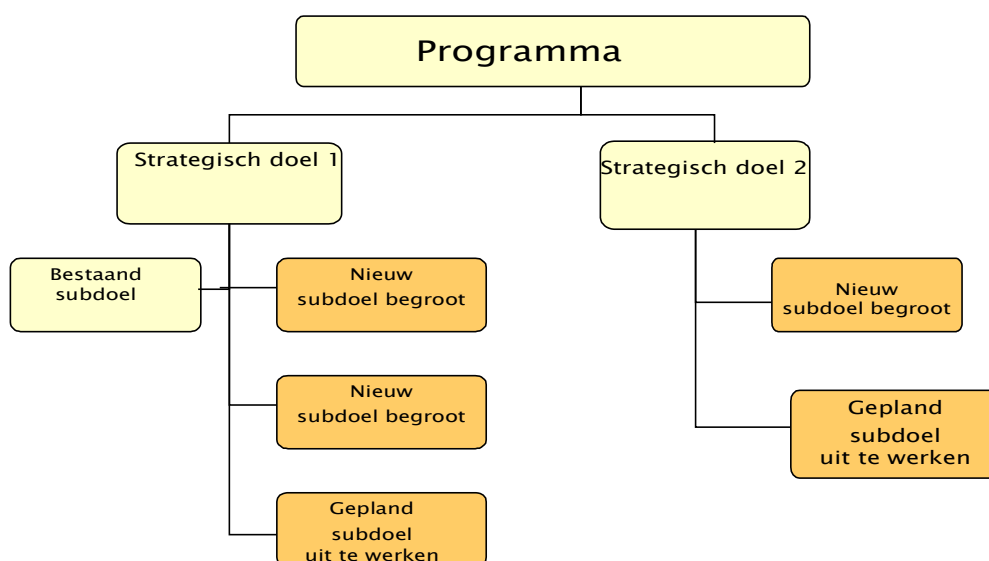 Programma
Strategisch doel 1
Strategisch doel 2
Bestaand
subdoel
Nieuw
subdoel begroot
Nieuw
subdoel begroot
Nieuw
subdoel begroot
Gepland
subdoel
uit te werken
Gepland
subdoel
uit te werken